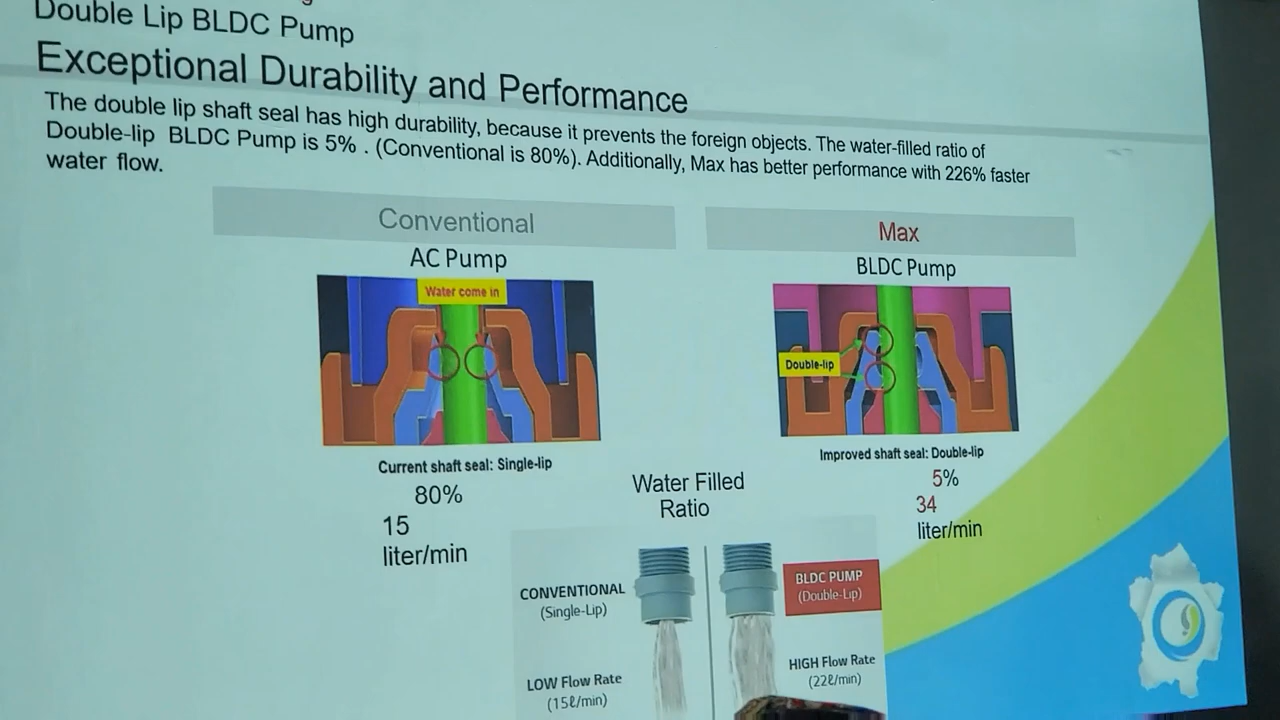 Double Lip BLDC Pump
Exceptional Durability and Performance
The double lip shaft seal has high durability, because it prevents the foreign objects. The water-filled ratio of
Double-lip BLDC Pump is 5% . (Conventional is 80%). Additionally, Max has better performance with 226% faster
water flow.
Conventional
Max
AC Pump
BLDC Pump
Water come in
Double-lip
Current shaft seal: Single-lip
Improved shaft seal: Double-lip
80%
Water Filled
Ratio
5%
15
liter/min
34
liter/min
CONVENTIONAL
(Single-Lip)
BLDC PUMP
(Double-Lip)
LOW Flow Rate
(15ℓ/min)
HIGH Flow Rate
(22ℓ/min)